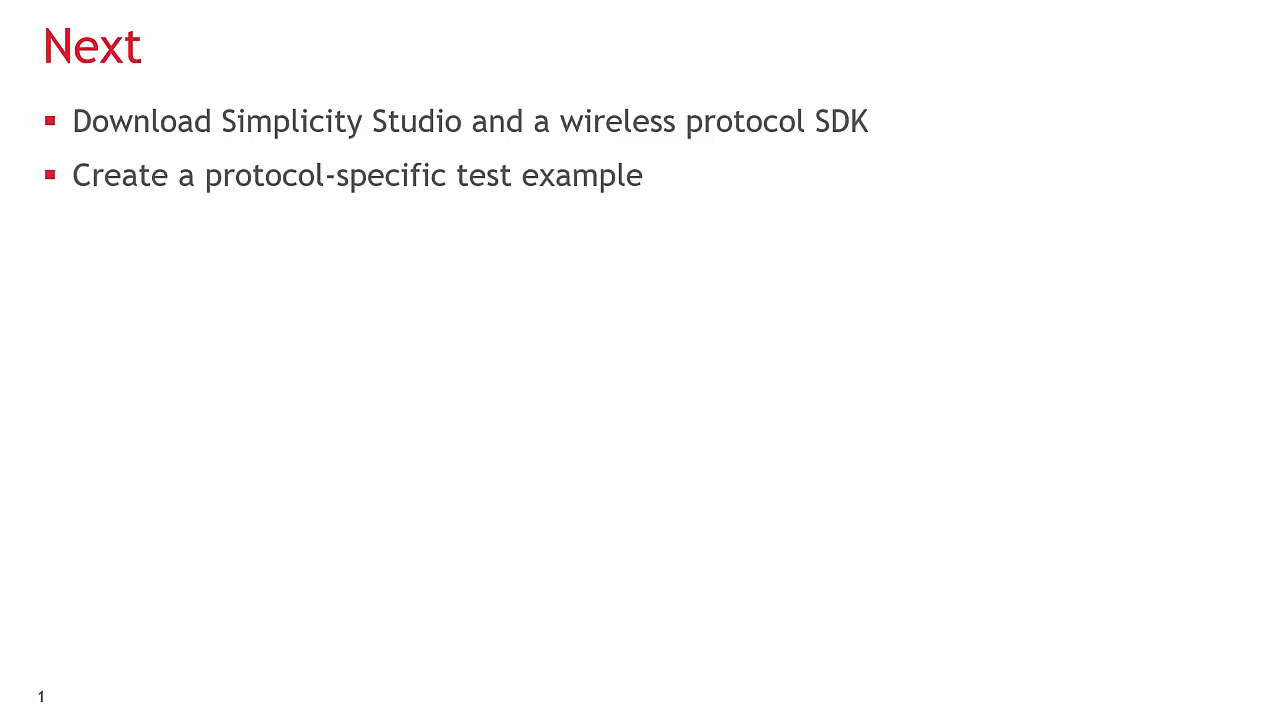 Next
Download Simplicity Studio and a wireless protocol SDK
Create a protocol-specific test example
1